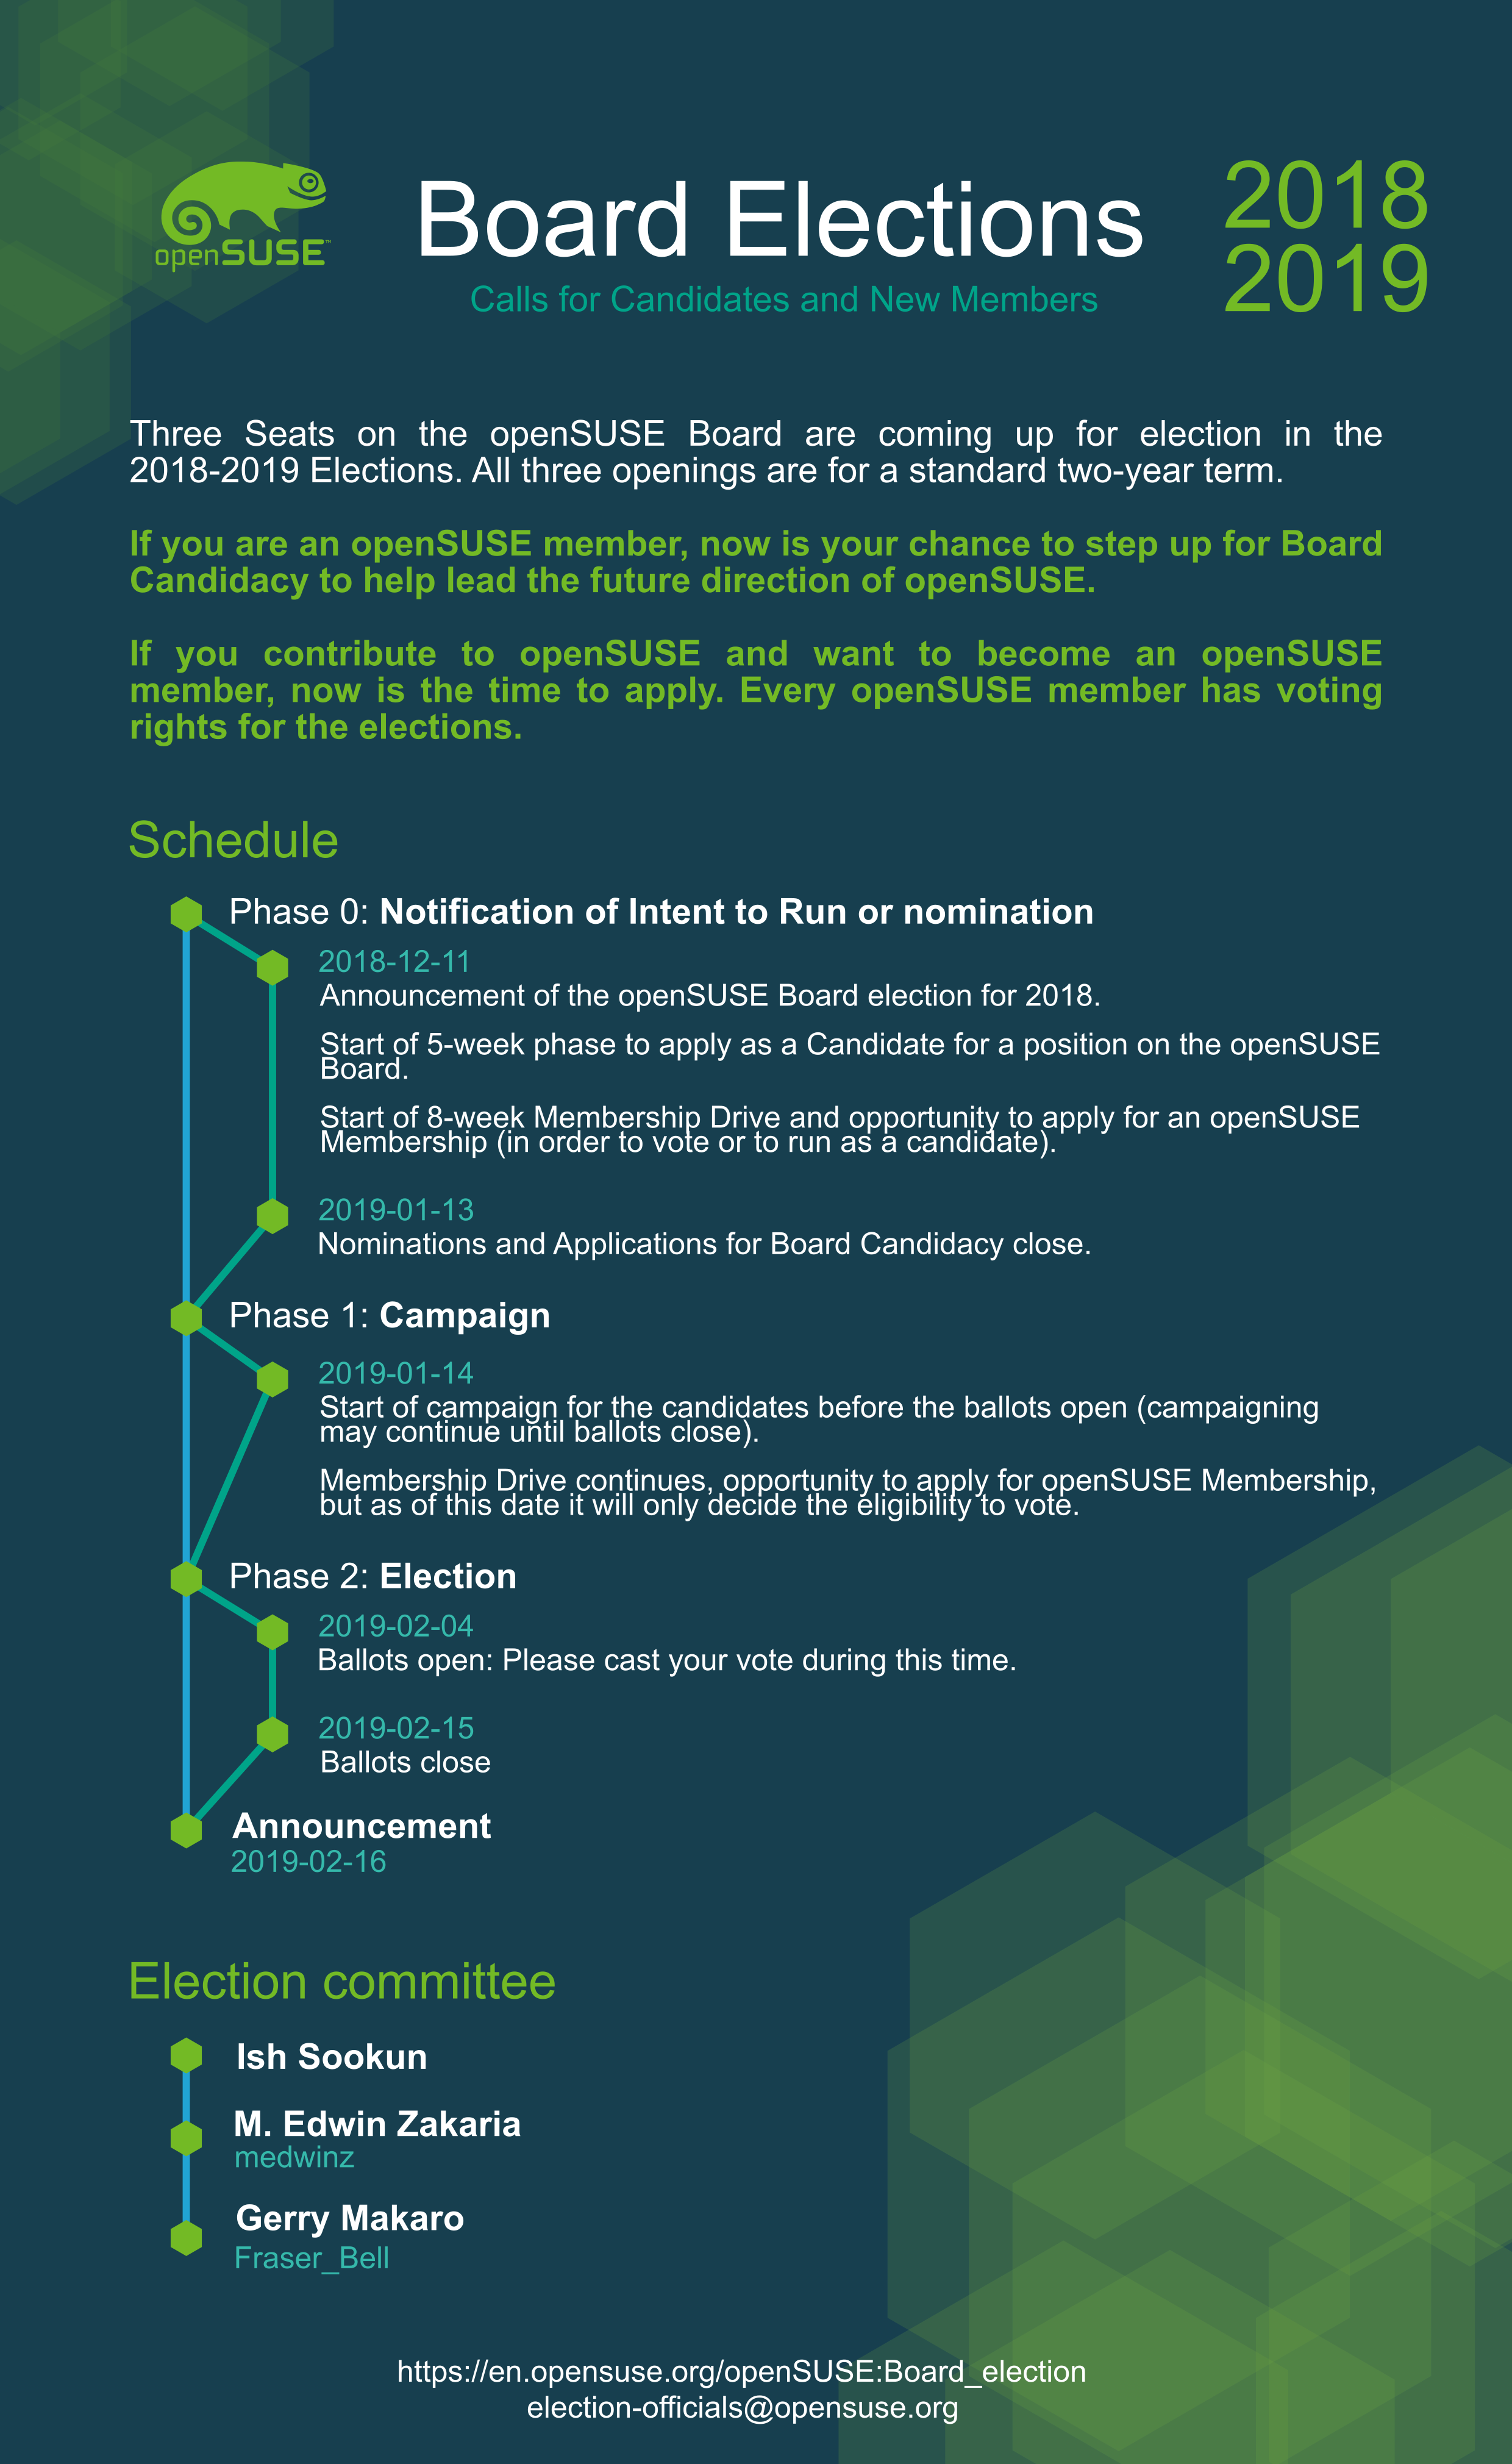 openSUSE™
Board Elections
Calls for Candidates and New Members
2018
2019
Three Seats on the openSUSE Board are coming up for election in the
2018-2019 Elections. All three openings are for a standard two-year term.
If you are an openSUSE member, now is your chance to step up for Board
Candidacy to help lead the future direction of openSUSE.
If you contribute to openSUSE and want to become an openSUSE
member, now is the time to apply. Every openSUSE member has voting
rights for the elections.
Schedule
Phase 0: Notification of Intent to Run or nomination
2018-12-11
Announcement of the openSUSE Board election for 2018.
Start of 5-week phase to apply as a Candidate for a position on the openSUSE
Board.
Start of 8-week Membership Drive and opportunity to apply for an openSUSE
Membership (in order to vote or to run as a candidate).
2019-01-13
Nominations and Applications for Board Candidacy close.
Phase 1: Campaign
2019-01-14
Start of campaign for the candidates before the ballots open (campaigning
may continue until ballots close).
Membership Drive continues, opportunity to apply for openSUSE Membership,
but as of this date it will only decide the eligibility to vote.
Phase 2: Election
2019-02-04
Ballots open: Please cast your vote during this time.
2019-02-15
Ballots close
Announcement
2019-02-16
Election committee
Ish Sookun
M. Edwin Zakaria
medwinz
Gerry Makaro
Fraser_Bell
https://en.opensuse.org/openSUSE:Board_election
election-officials@opensuse.org